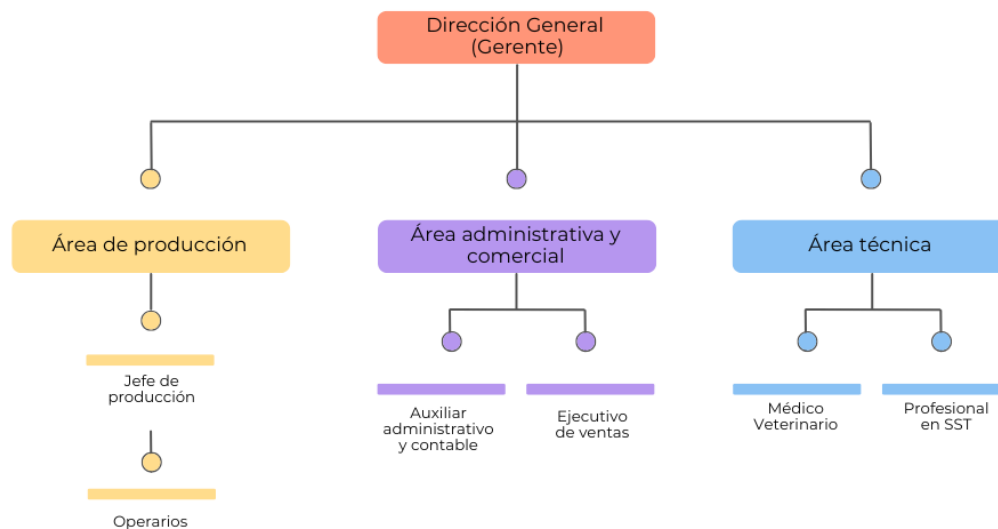 Dirección General
(Gerente)
Área de producción
Área administrativa y
comercial
Área técnica
Jefe de
producción
Auxiliar
administrativo
y contable
Ejecutivo
de ventas
Médico
Veterinario
Profesional
en SST
Operarios